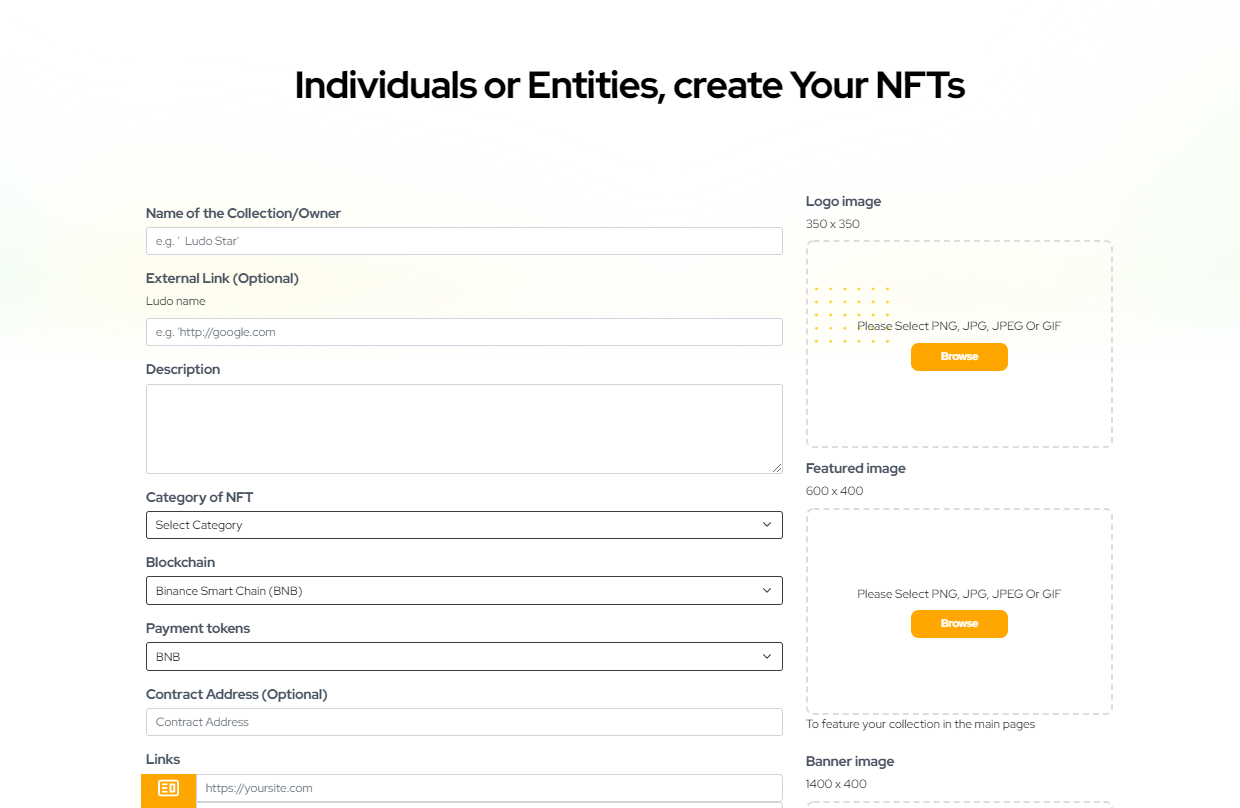 Individuals or Entities, create Your NFTs
Name of the Collection/Owner
e.g. ' Ludo Star'
External Link (Optional)
Ludo name
e.g. 'http://google.com
Description
Category of NFT
Select Category
Blockchain
Binance Smart Chain (BNB)
Payment tokens
BNB
Contract Address (Optional)
Contract Address
Links
https://yoursite.com
Logo image
350 x 350
Please Select PNG, JPG, JPEG Or GIF
Browse
Featured image
600 x 400
Please Select PNG, JPG, JPEG Or GIF
Browse
To feature your collection in the main pages
Banner image
1400 x 400